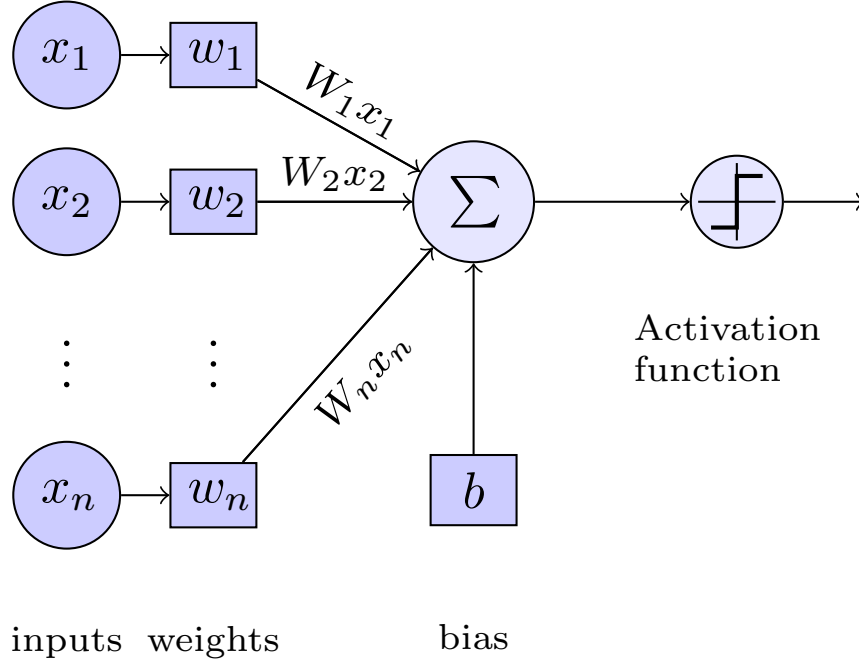 x₁ w₁ W₁x₁
x₂ w₂ W₂x₂ ∑
⋮ ⋮
Activation
function
Wₙxₙ
xₙ wₙ b
inputs weights bias